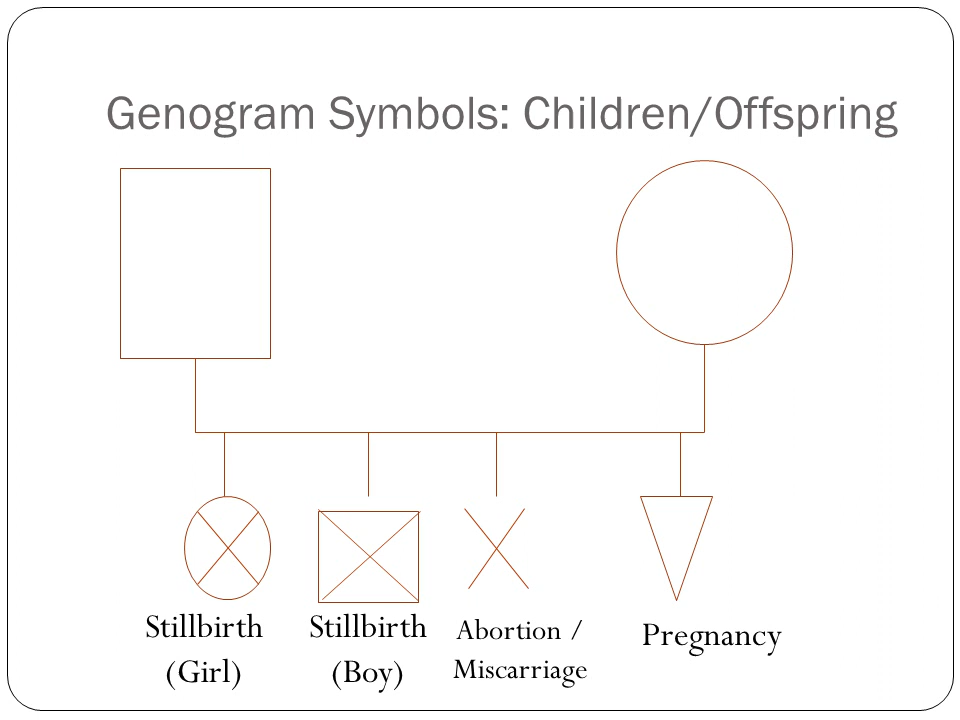 Genogram Symbols: Children/Offspring
Stillbirth
(Girl)
Stillbirth
(Boy)
Abortion /
Miscarriage
Pregnancy